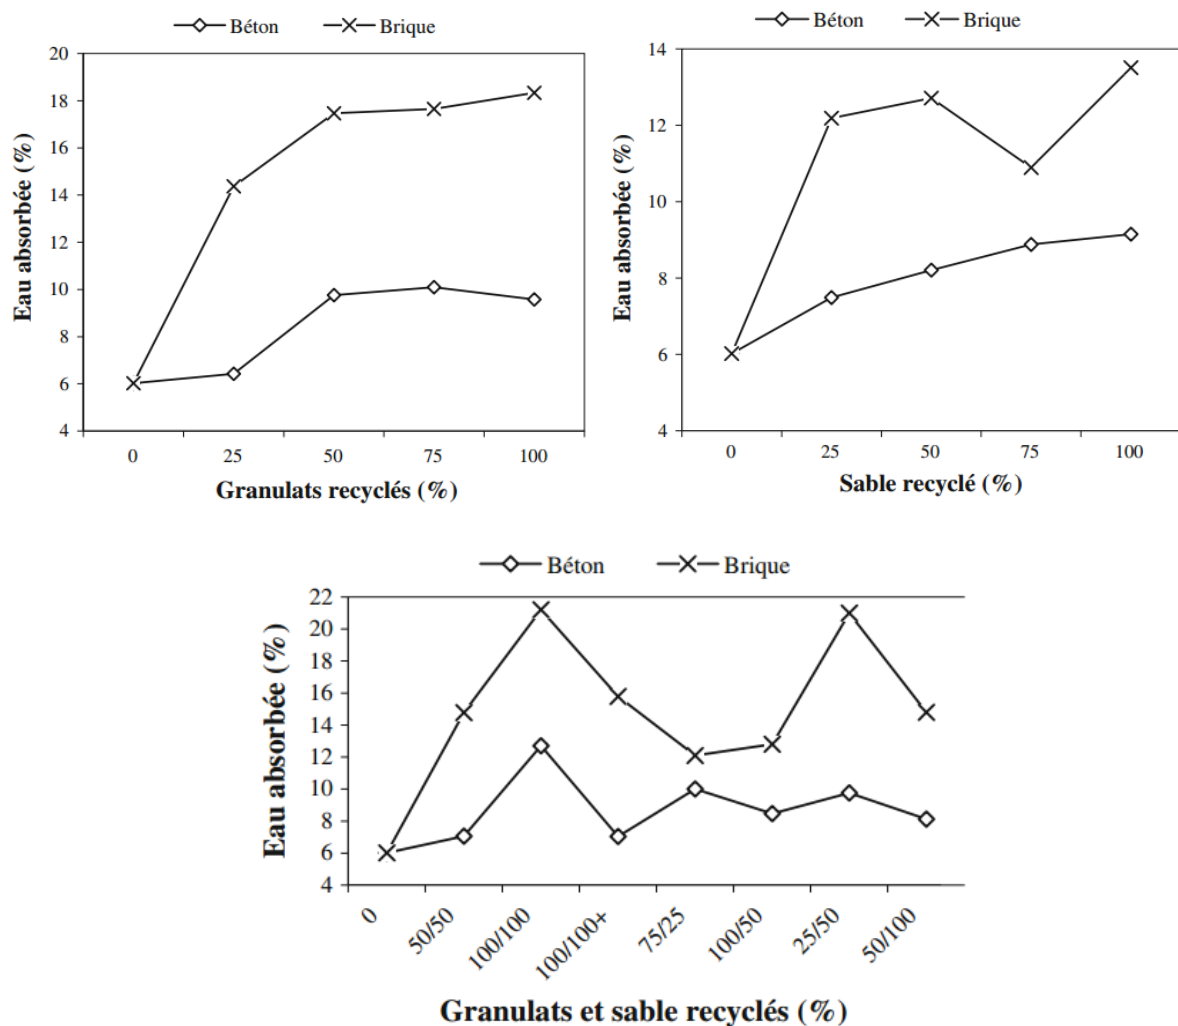 Béton Brique
20
18
16
14
12
10
8
6
4
Eau absorbée (%)
0 25 50 75 100
Granulats recyclés (%)
Béton Brique
14
12
10
8
6
4
Eau absorbée (%)
0 25 50 75 100
Sable recyclé (%)
Béton Brique
22
20
18
16
14
12
10
8
6
4
Eau absorbée (%)
0 50/50 100/100 100/100+ 75/25 100/50 25/50 50/100
Granulats et sable recyclés (%)